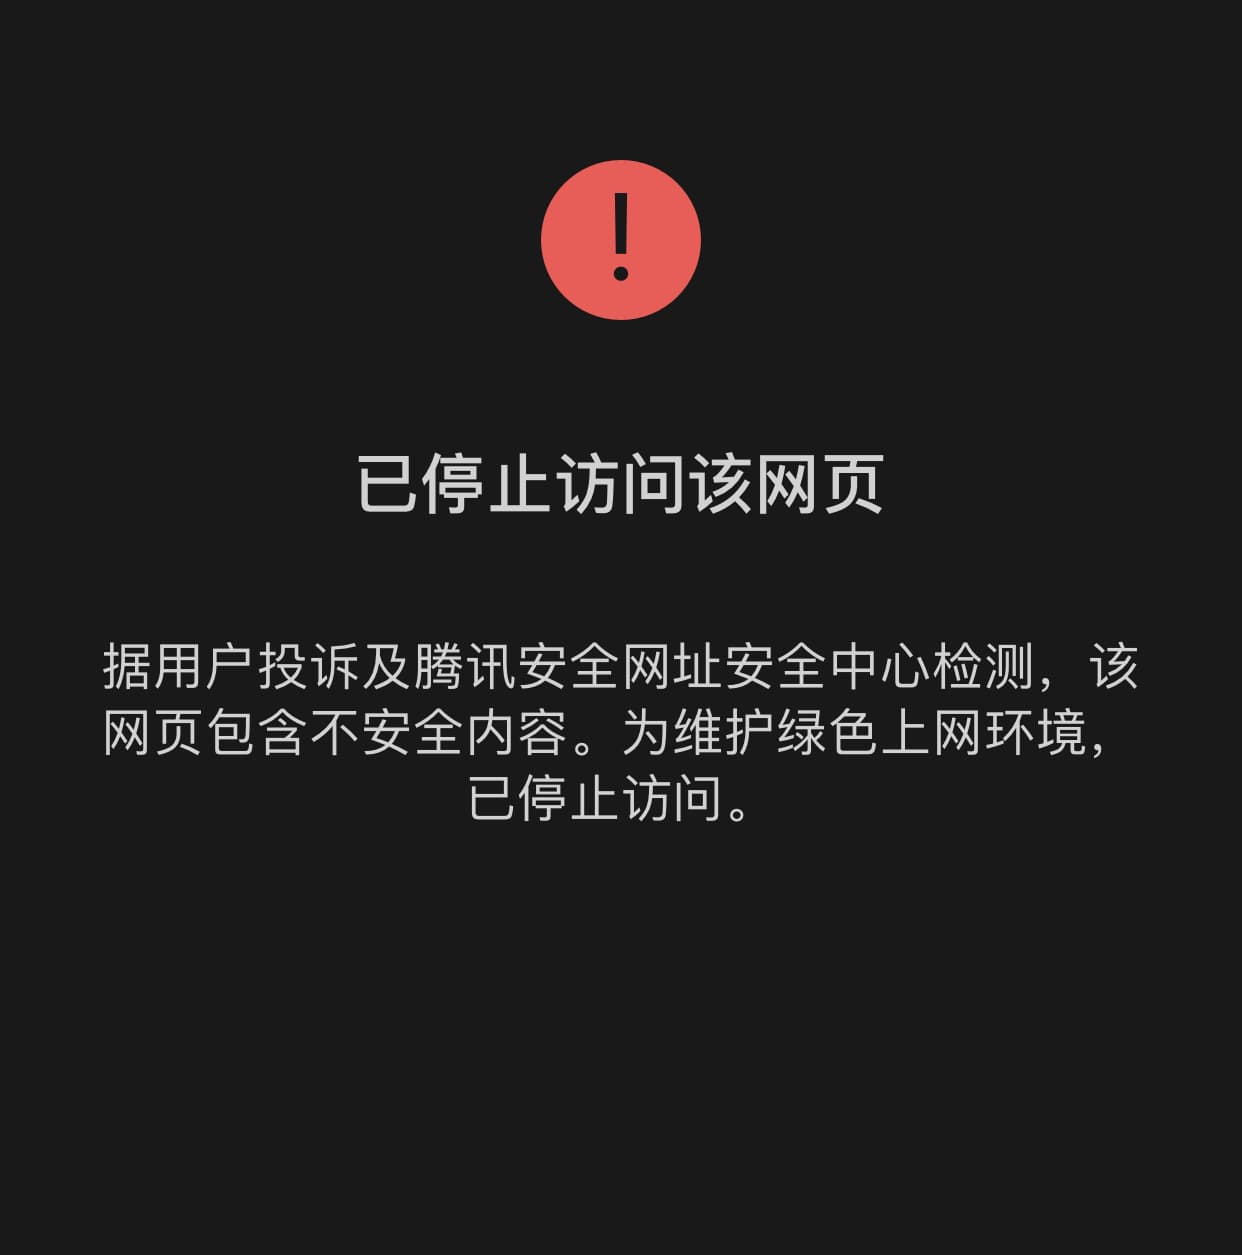 已停止访问该网页
据用户投诉及腾讯安全网址安全中心检测，该
网页包含不安全内容。为维护绿色上网环境，
已停止访问。